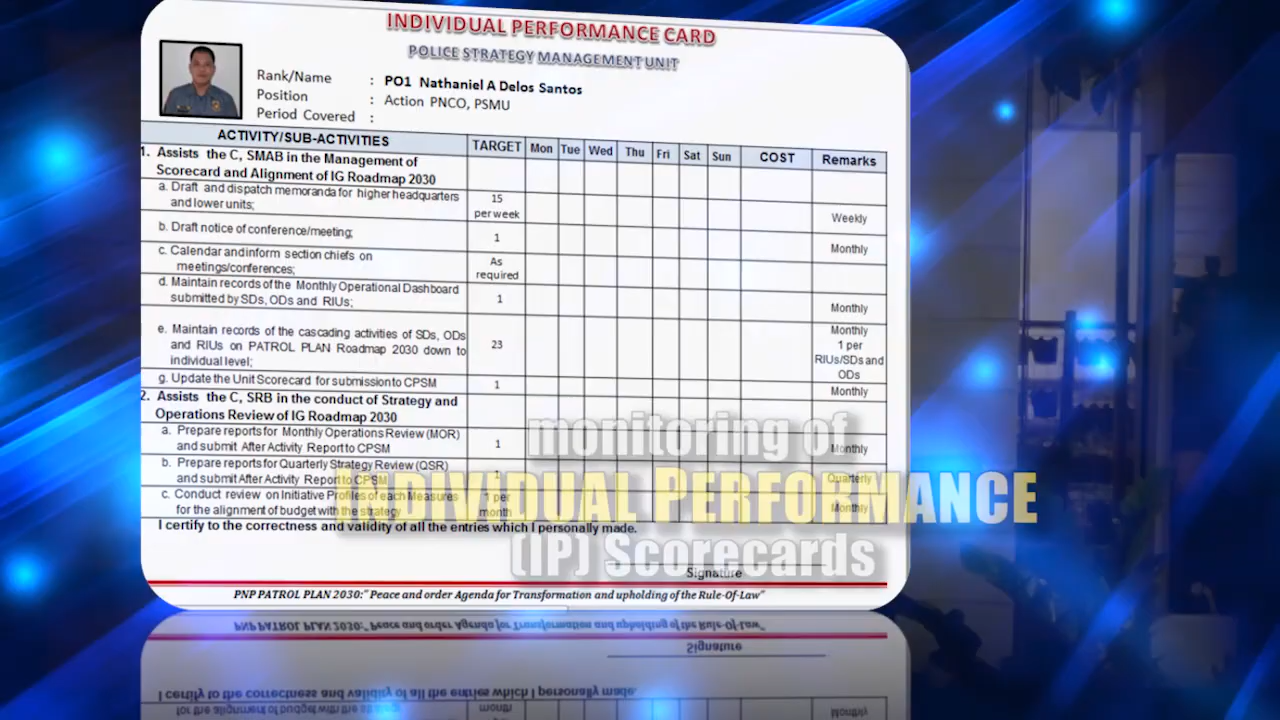 INDIVIDUAL PERFORMANCE CARD
POLICE STRATEGY MANAGEMENT UNIT
Rank/Name : PO1 Nathaniel A Delos Santos
Position : Action PNCO, PSMU
Period Covered :
ACTIVITY/SUB-ACTIVITIES TARGET Mon Tue Wed Thu Fri Sat Sun COST Remarks
1. Assists the C, SMAB in the Management of
Scorecard and Alignment of IG Roadmap 2030
a. Draft and dispatch memoranda for higher headquarters
and lower units;
15
per week
Weekly
b. Draft notice of conference/meeting;
1
Monthly
c. Calendar and inform section chiefs on
meetings/conferences;
As
required
d. Maintain records of the Monthly Operational Dashboard
submitted by SDs, ODs and RIUs;
1
Monthly
e. Maintain records of the cascading activities of SDs, ODs
and RIUs on PATROL PLAN Roadmap 2030 down to
individual level;
23
Monthly
1 per
RIUs/SDs and
ODs
g. Update the Unit Scorecard for submission to CPSM
1
Monthly
2. Assists the C, SRB in the conduct of Strategy and
Operations Review of IG Roadmap 2030
a. Prepare reports for Monthly Operations Review (MOR)
and submit After Activity Report to CPSM
1
Monthly
b. Prepare reports for Quarterly Strategy Review (QSR)
and submit After Activity Report to CPSM
1
Quarterly
c. Conduct review on Initiative Profiles of each Measures
for the alignment of budget with the strategy
1 per
month
Monthly
I certify to the correctness and validity of all the entries which I personally made.
Signature
PNP PATROL PLAN 2030:" Peace and order Agenda for Transformation and upholding of the Rule-Of-Law"
monitoring of
INDIVIDUAL PERFORMANCE
(IP) Scorecards